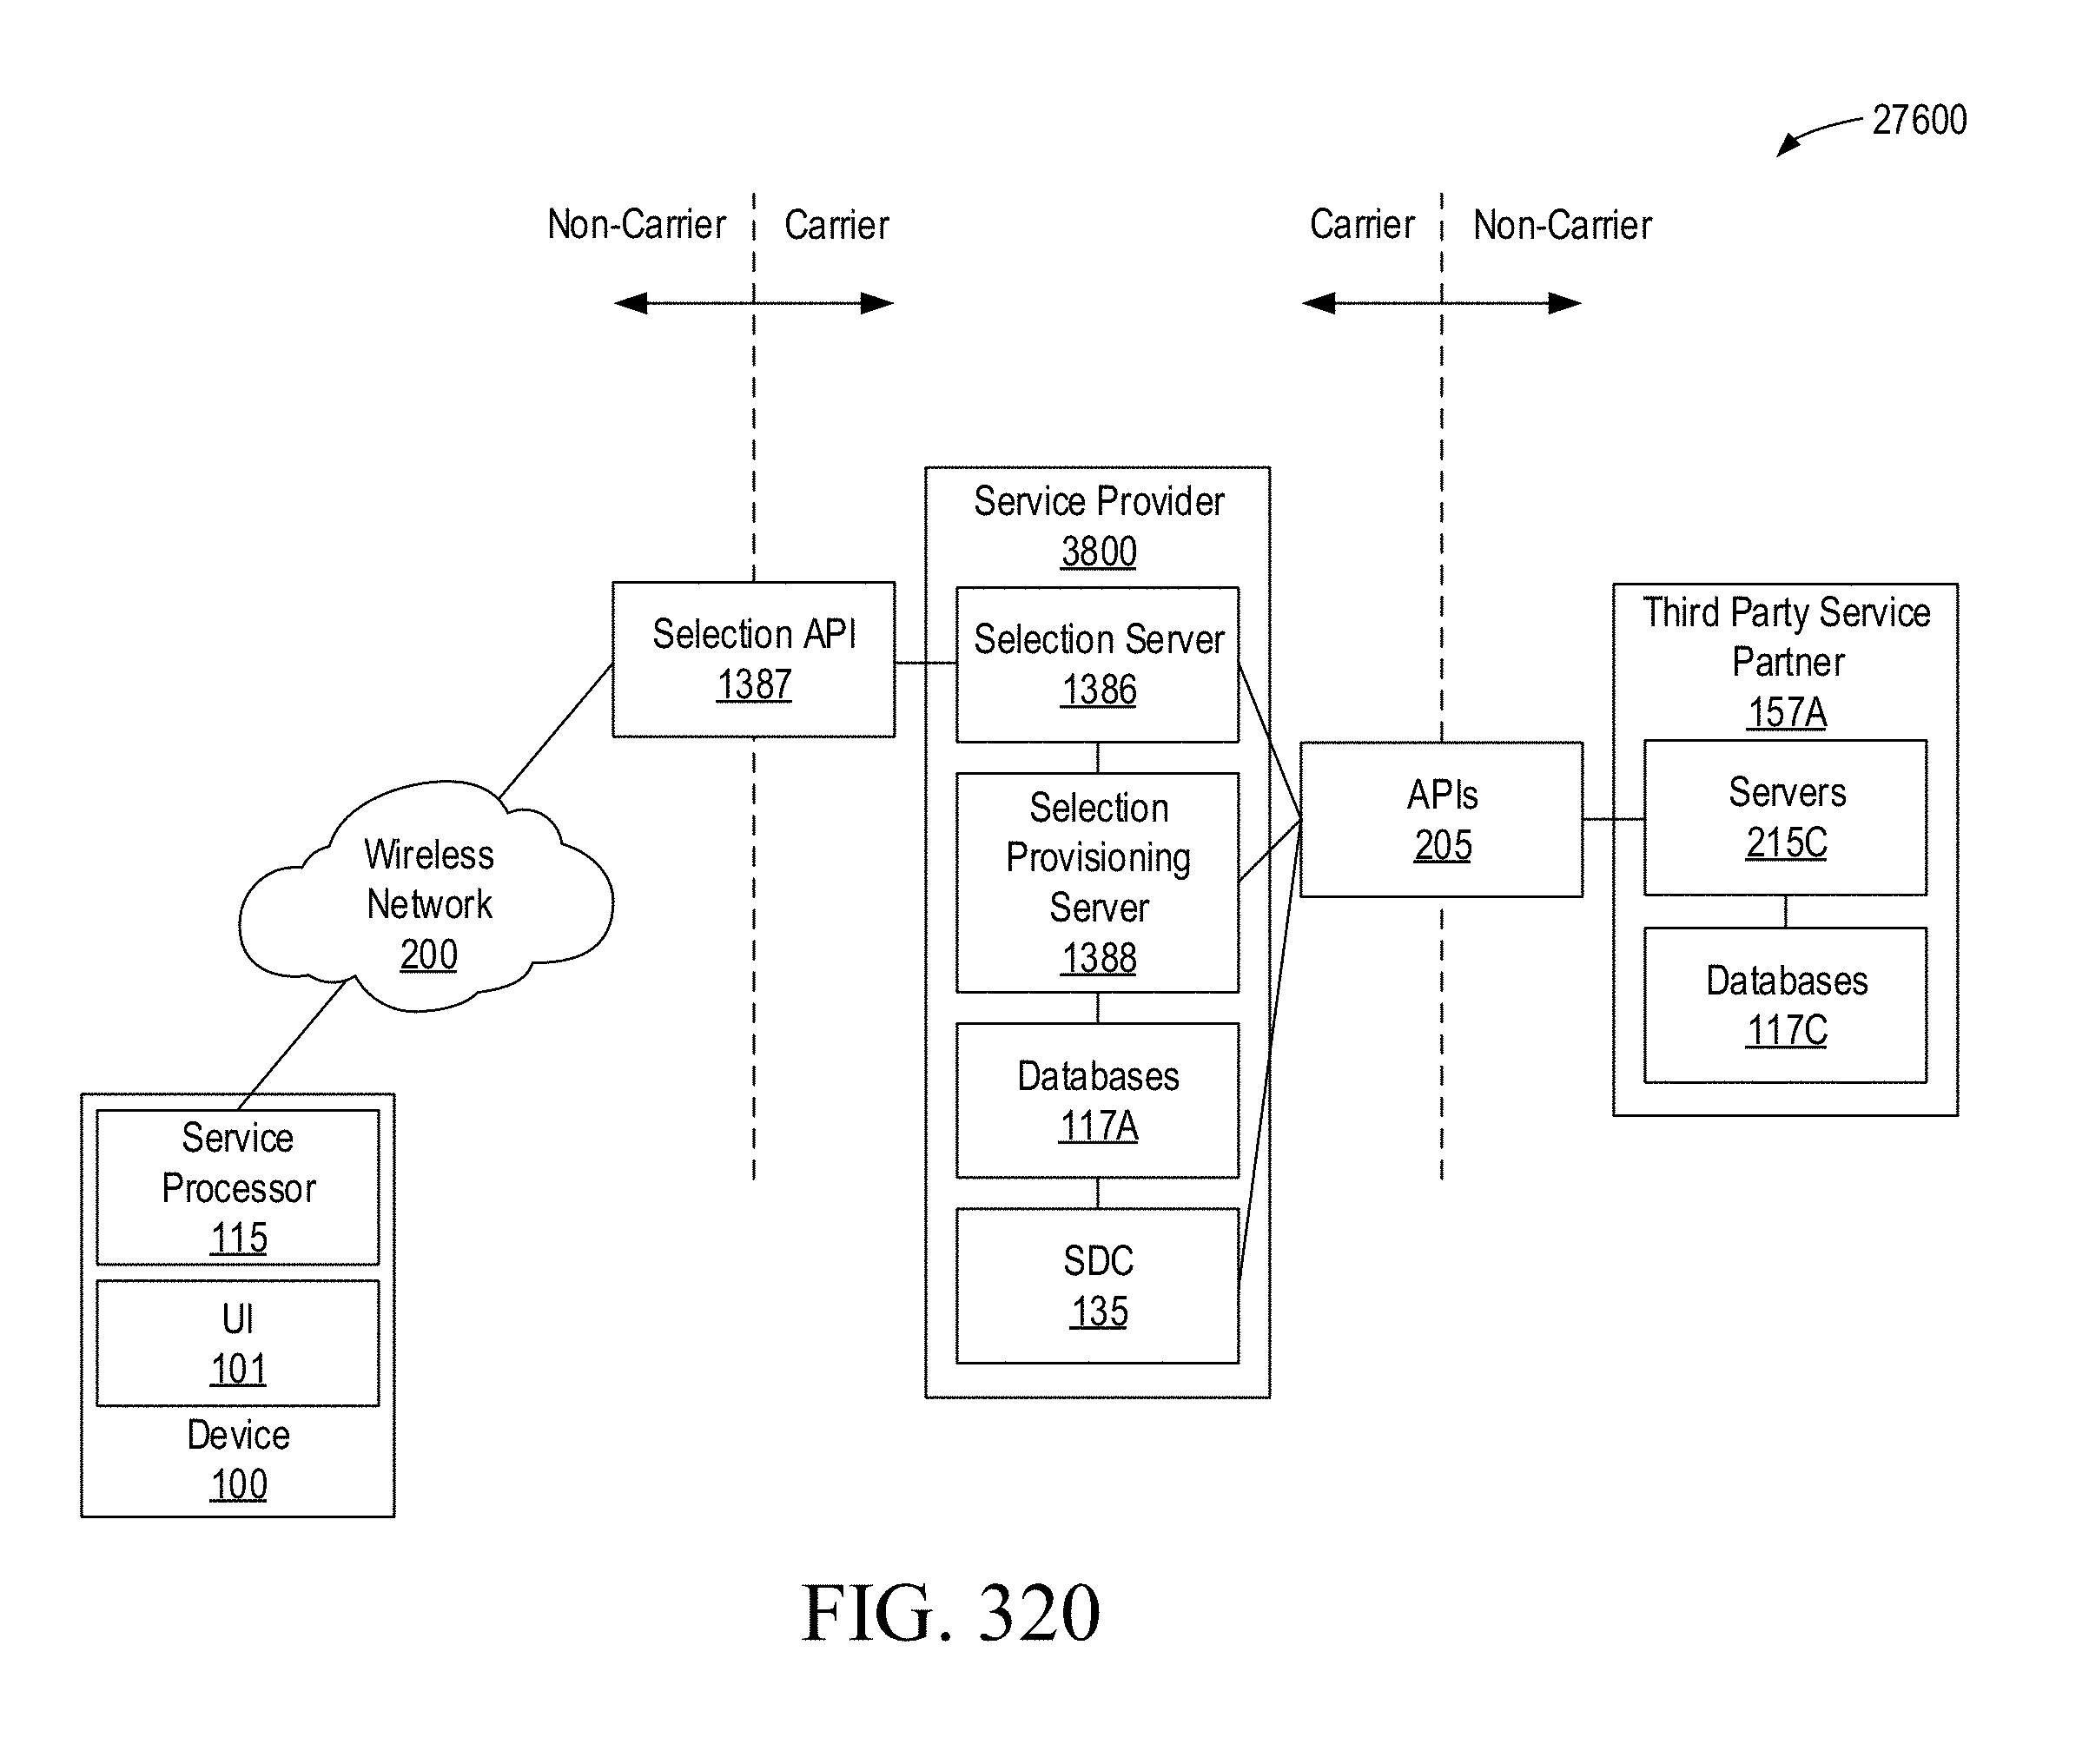 27600
Non-Carrier
Carrier
Carrier
Non-Carrier
Service Provider
3800
Selection API
1387
Selection Server
1386
Third Party Service
Partner
157A
Selection
Provisioning
Server
1388
APIs
205
Servers
215C
Wireless
Network
200
Databases
117C
Databases
117A
Service
Processor
115
SDC
135
UI
101
Device
100
FIG. 320